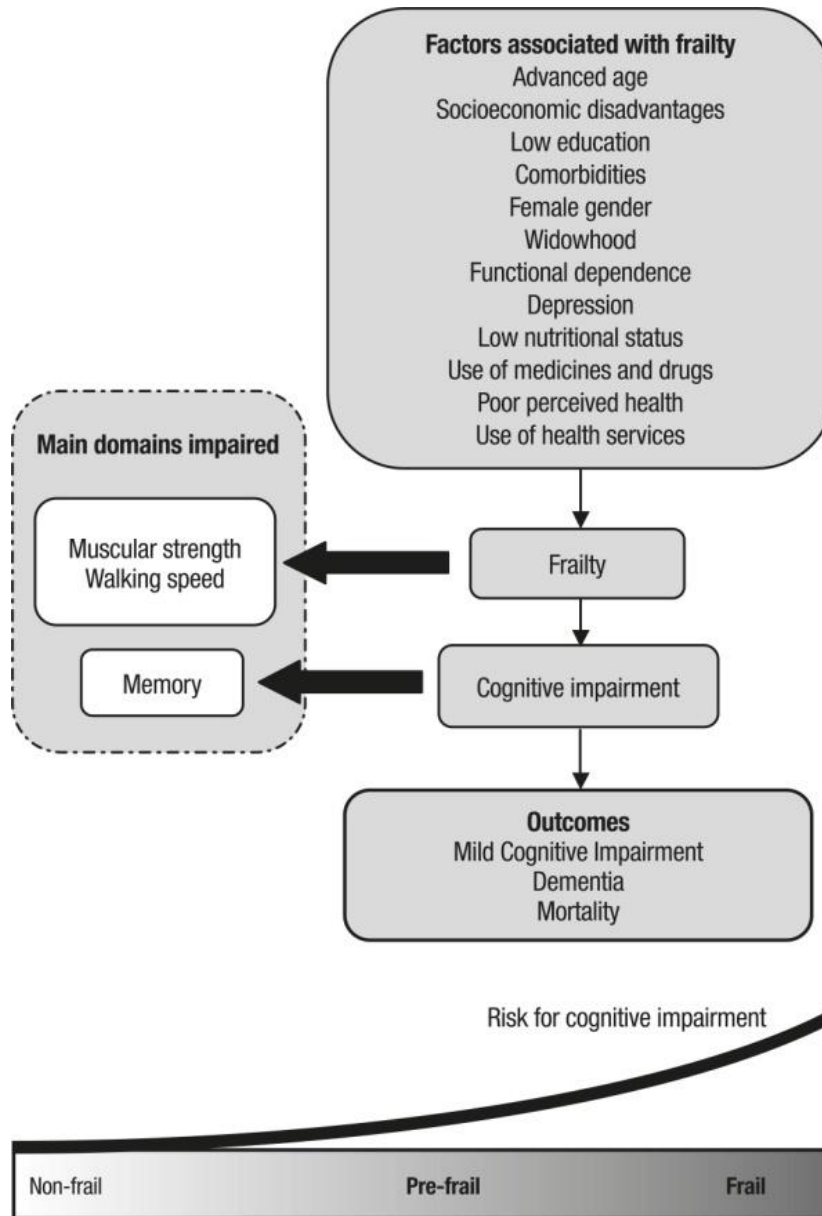 Factors associated with frailty
Advanced age
Socioeconomic disadvantages
Low education
Comorbidities
Female gender
Widowhood
Functional dependence
Depression
Low nutritional status
Use of medicines and drugs
Poor perceived health
Use of health services
Main domains impaired
Muscular strength
Walking speed
Frailty
Memory
Cognitive impairment
Outcomes
Mild Cognitive Impairment
Dementia
Mortality
Risk for cognitive impairment
Non-frail
Pre-frail
Frail